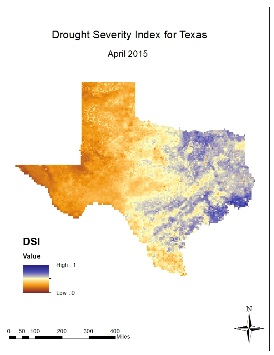 Drought Severity Index for Texas
April 2015
DSI
Value
High : 1
Low : 0
N
0 50 100 200 300 400
Miles